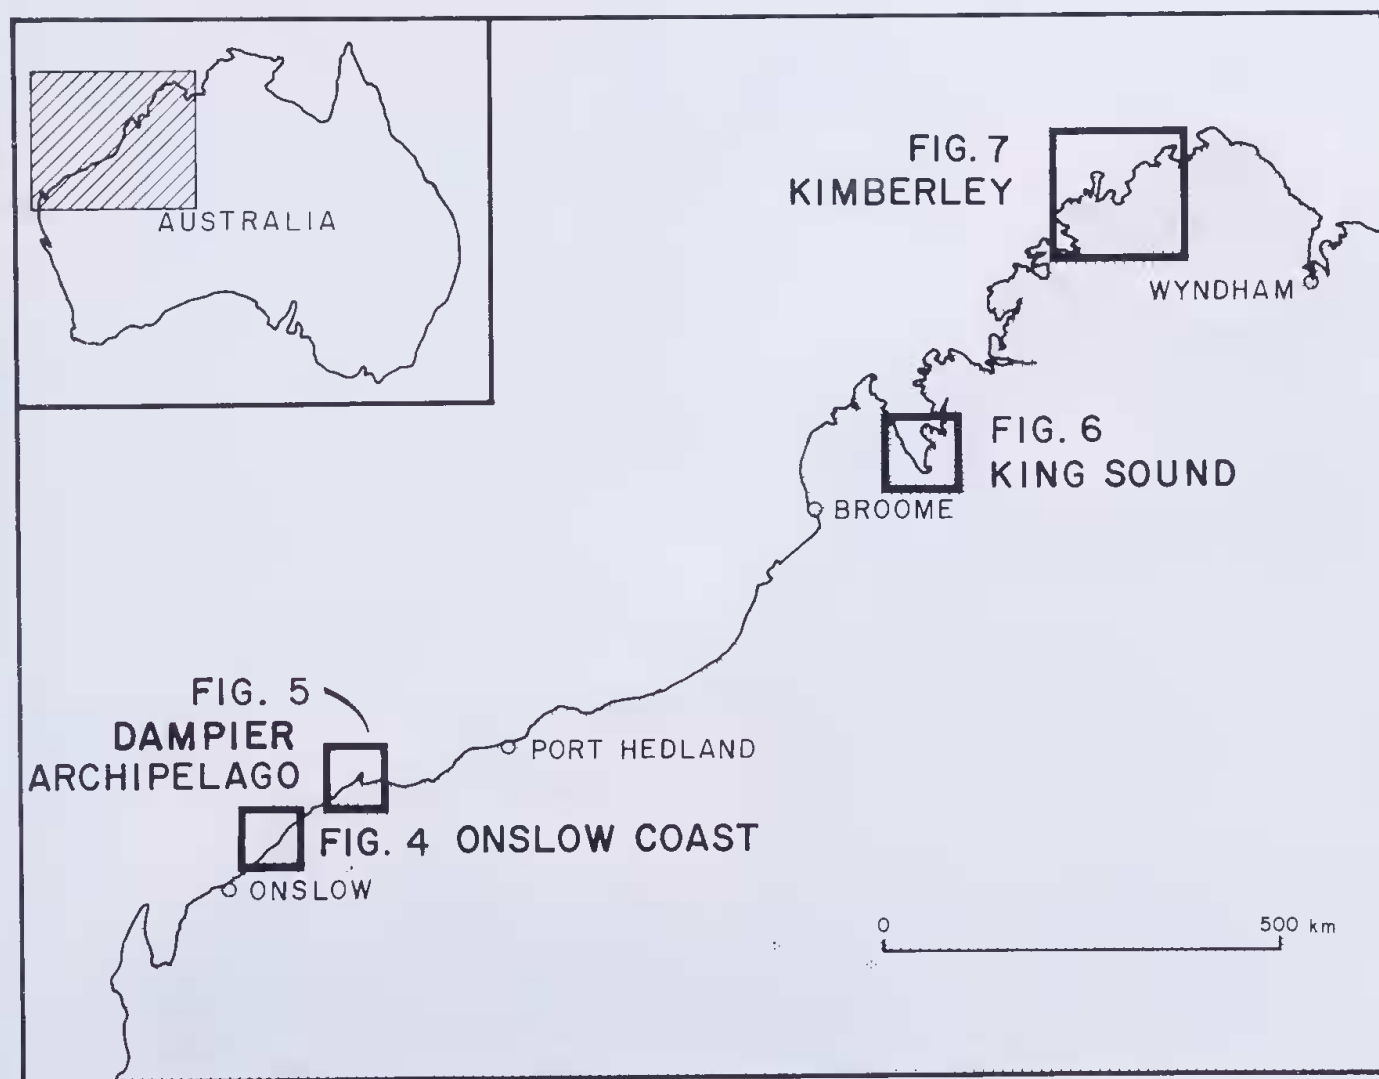 AUSTRALIA
FIG. 7
KIMBERLEY
WYNDHAM
FIG. 6
KING SOUND
BROOME
FIG. 5
DAMPIER
ARCHIPELAGO
PORT HEDLAND
FIG. 4 ONSLOW COAST
ONSLOW
0 500 km